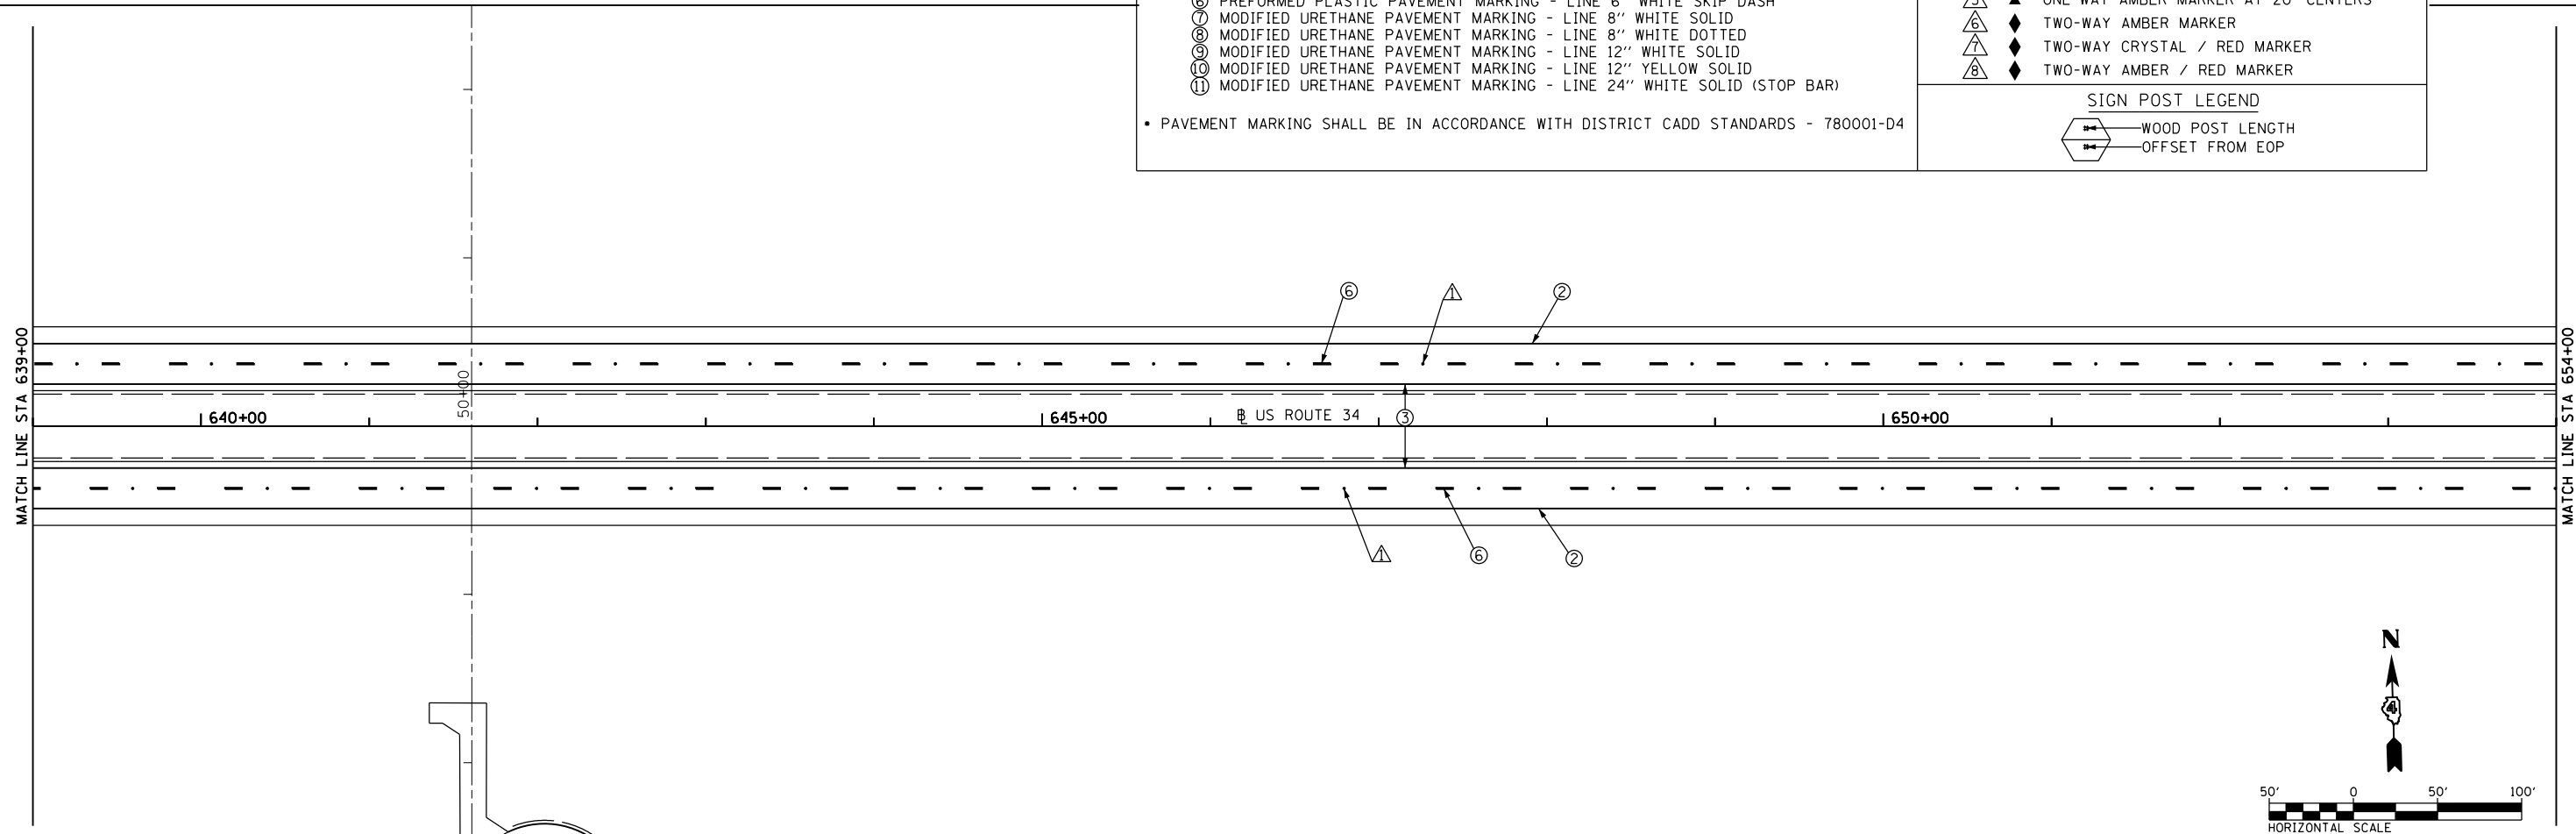 ⑥ PREFORMED PLASTIC PAVEMENT MARKING - LINE 6" WHITE SKIP DASH
⑦ MODIFIED URETHANE PAVEMENT MARKING - LINE 8" WHITE SOLID
⑧ MODIFIED URETHANE PAVEMENT MARKING - LINE 8" WHITE DOTTED
⑨ MODIFIED URETHANE PAVEMENT MARKING - LINE 12" WHITE SOLID
⑩ MODIFIED URETHANE PAVEMENT MARKING - LINE 12" YELLOW SOLID
⑪ MODIFIED URETHANE PAVEMENT MARKING - LINE 24" WHITE SOLID (STOP BAR)
• PAVEMENT MARKING SHALL BE IN ACCORDANCE WITH DISTRICT CADD STANDARDS - 780001-D4
5 ONE-WAY AMBER MARKER AT 20' CENTERS
6 TWO-WAY AMBER MARKER
7 TWO-WAY CRYSTAL / RED MARKER
8 TWO-WAY AMBER / RED MARKER
SIGN POST LEGEND
WOOD POST LENGTH
OFFSET FROM EOP
⑥
1
②
MATCH LINE STA 639+00
50+00
640+00
645+00
℄ US ROUTE 34
③
650+00
MATCH LINE STA 654+00
1
⑥
②
N
4
50' 0 50' 100'
HORIZONTAL SCALE